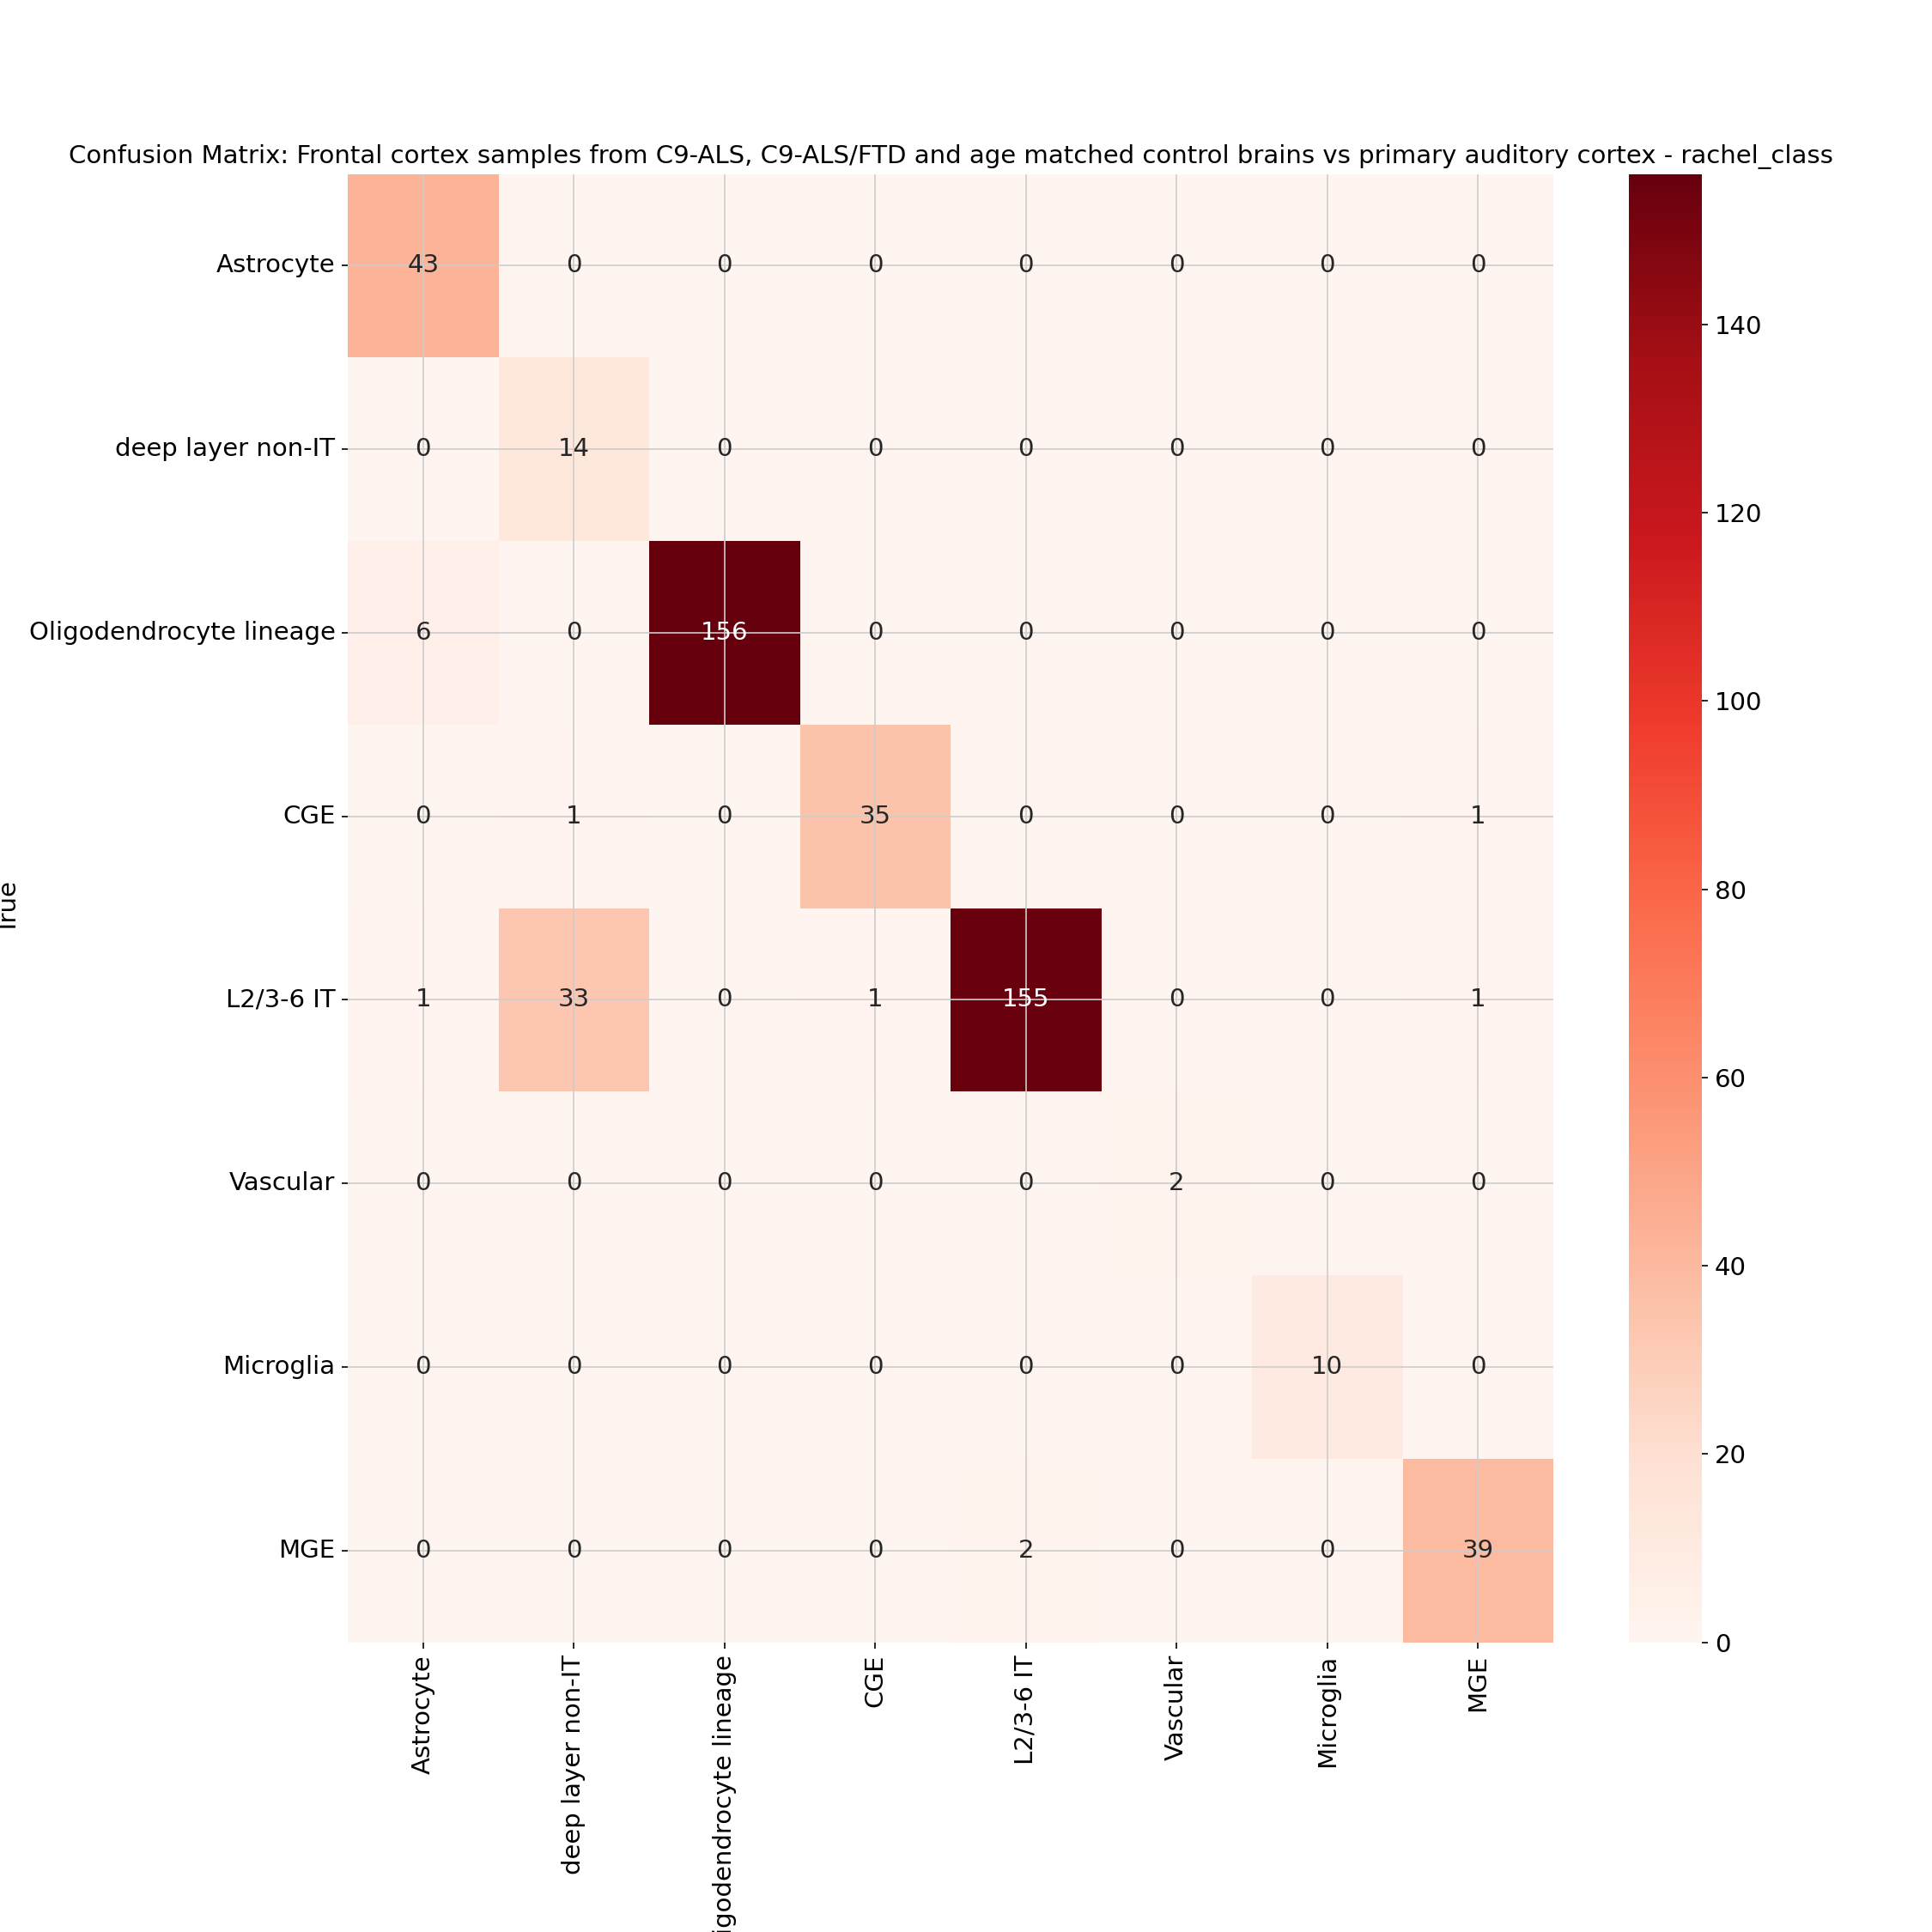 Confusion Matrix: Frontal cortex samples from C9-ALS, C9-ALS/FTD and age matched control brains vs primary auditory cortex - rachel_class
Astrocyte 43 0 0 0 0 0 0 0
deep layer non-IT 0 14 0 0 0 0 0 0
Oligodendrocyte lineage 6 0 156 0 0 0 0 0
CGE 0 1 0 35 0 0 0 1
L2/3-6 IT 1 33 0 1 155 0 0 1
Vascular 0 0 0 0 0 2 0 0
Microglia 0 0 0 0 0 0 10 0
MGE 0 0 0 0 2 0 0 39
True
Astrocyte
deep layer non-IT
igodendrocyte lineage
CGE
L2/3-6 IT
Vascular
Microglia
MGE
140
120
100
80
60
40
20
0